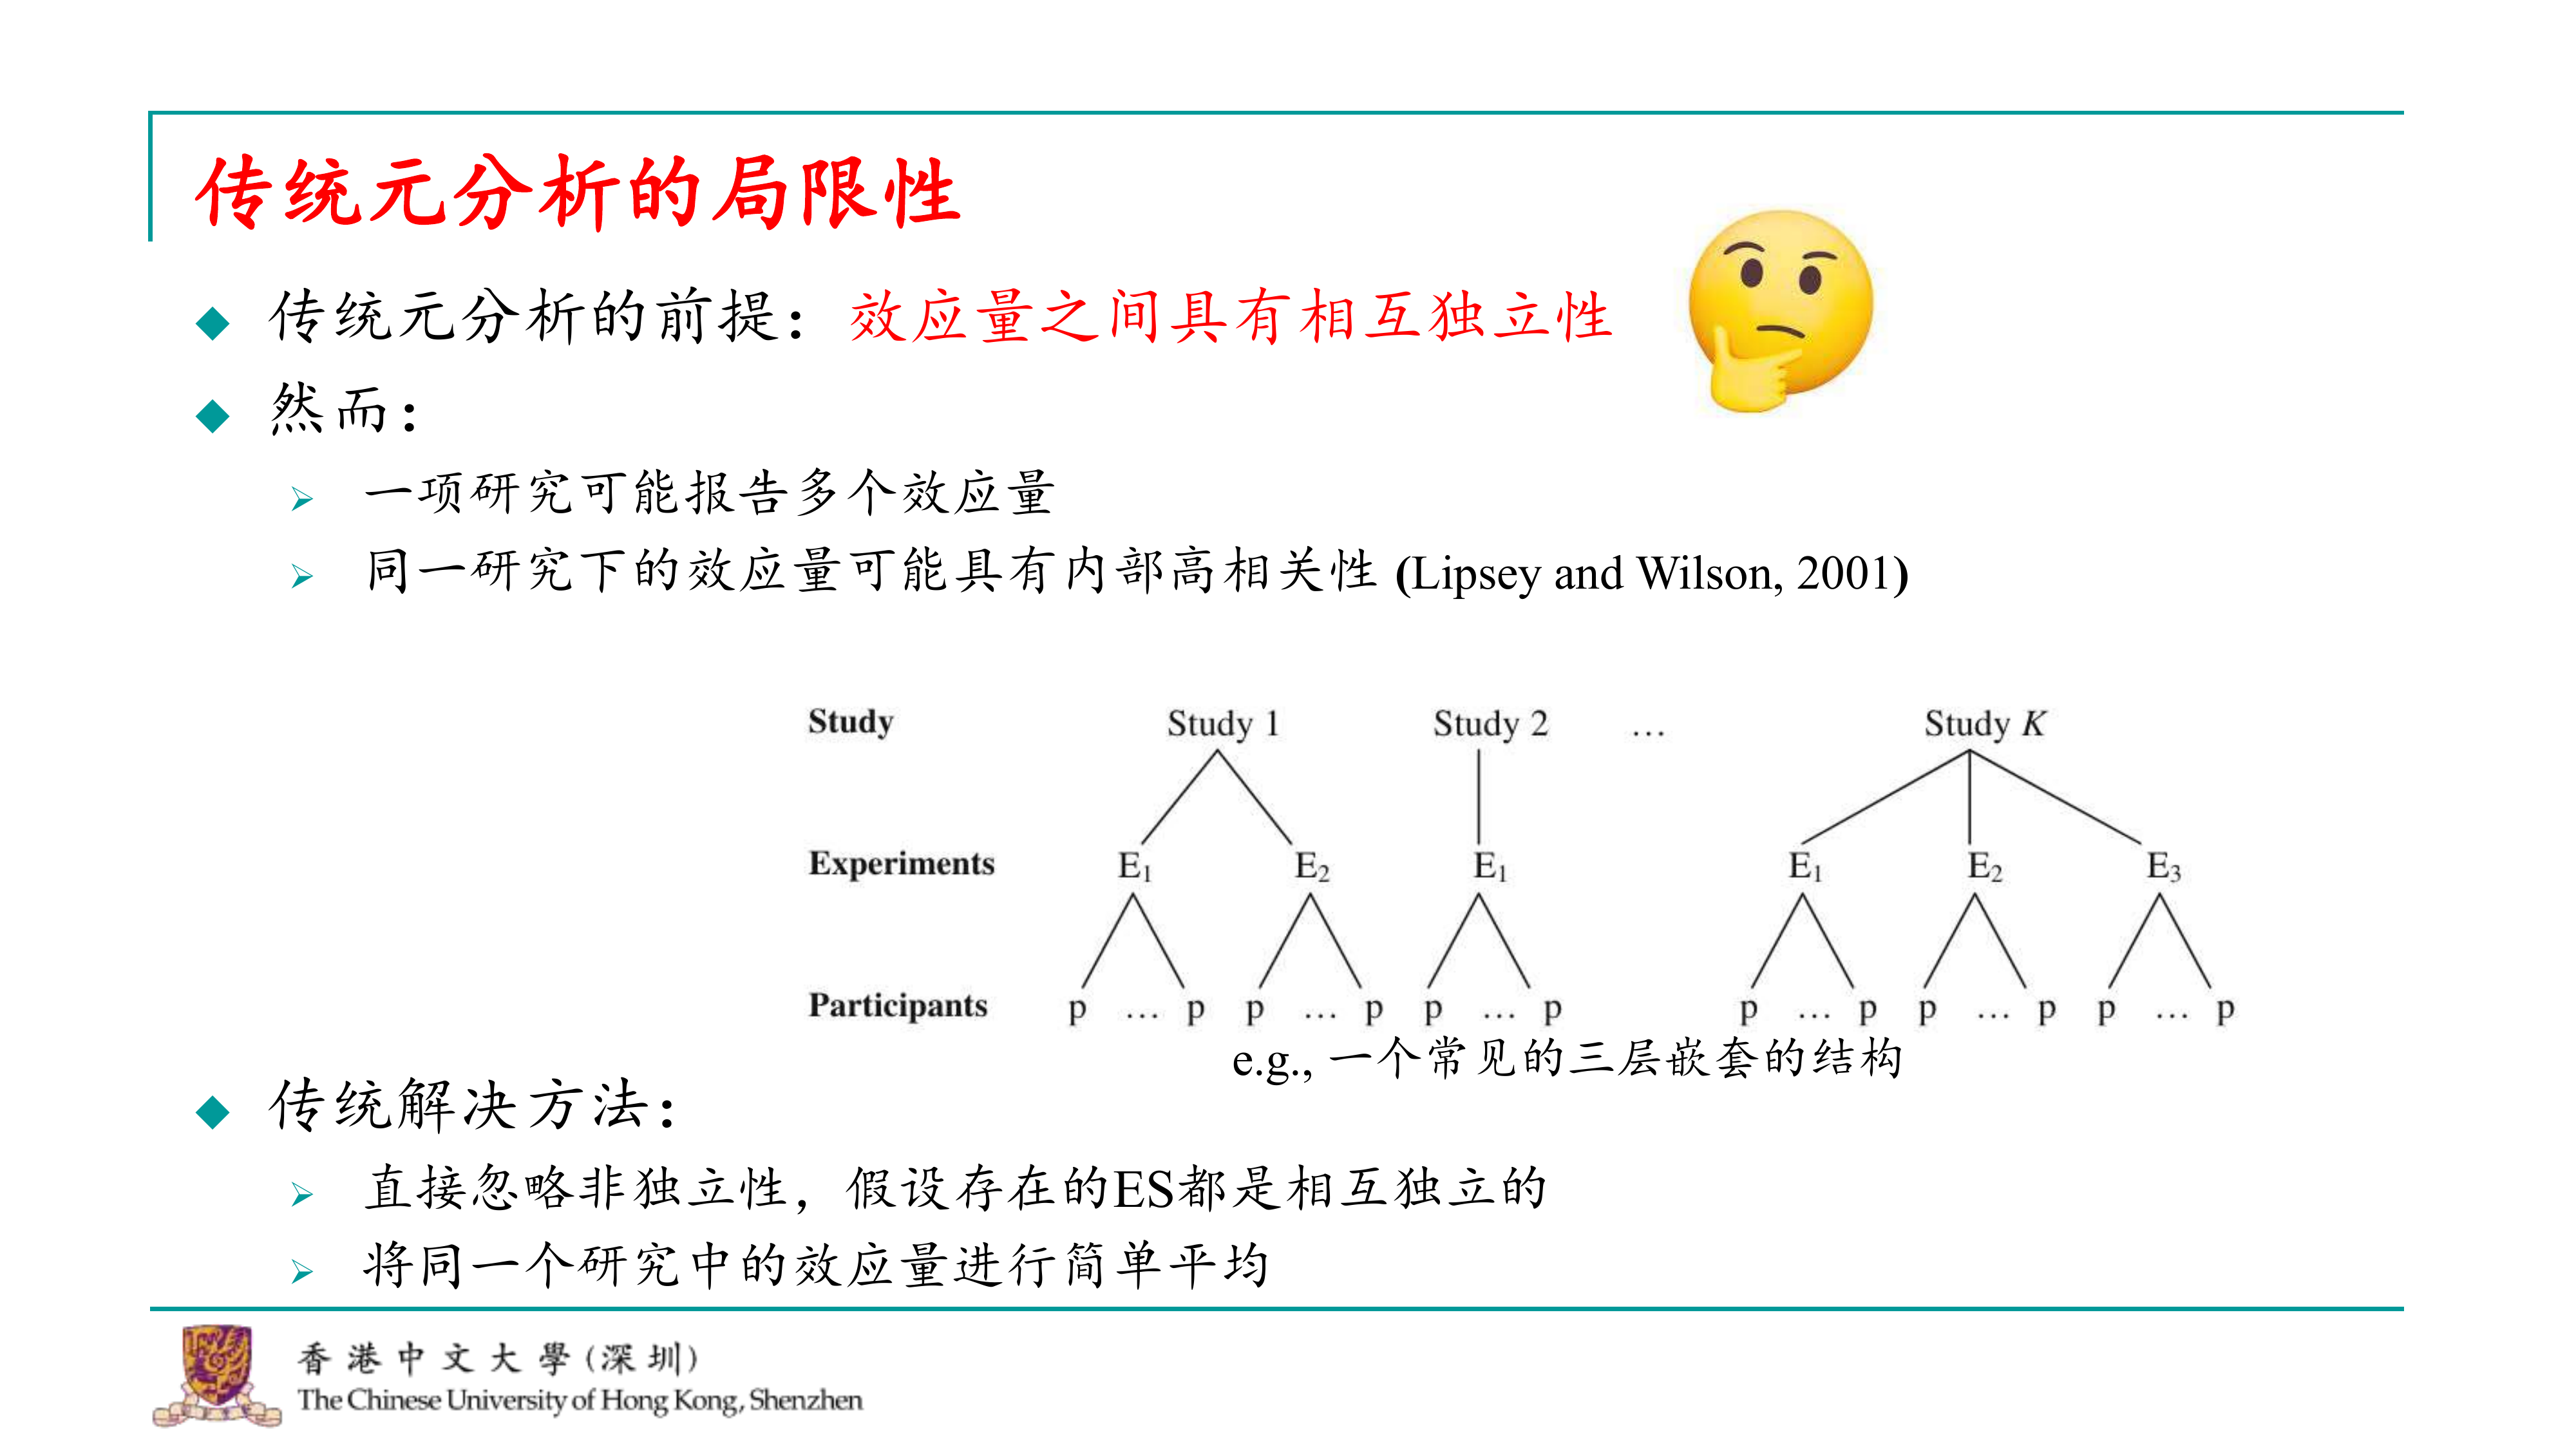 传统元分析的局限性
传统元分析的前提：效应量之间具有相互独立性
然而：
一项研究可能报告多个效应量
同一研究下的效应量可能具有内部高相关性 (Lipsey and Wilson, 2001)
Study Study 1 Study 2 … Study K
Experiments E1 E2 E1 E1 E2 E3
Participants p … p p … p p … p p … p p … p p … p
e.g., 一个常见的三层嵌套的结构
传统解决方法：
直接忽略非独立性，假设存在的ES都是相互独立的
将同一个研究中的效应量进行简单平均
香港中文大學(深圳)
The Chinese University of Hong Kong, Shenzhen